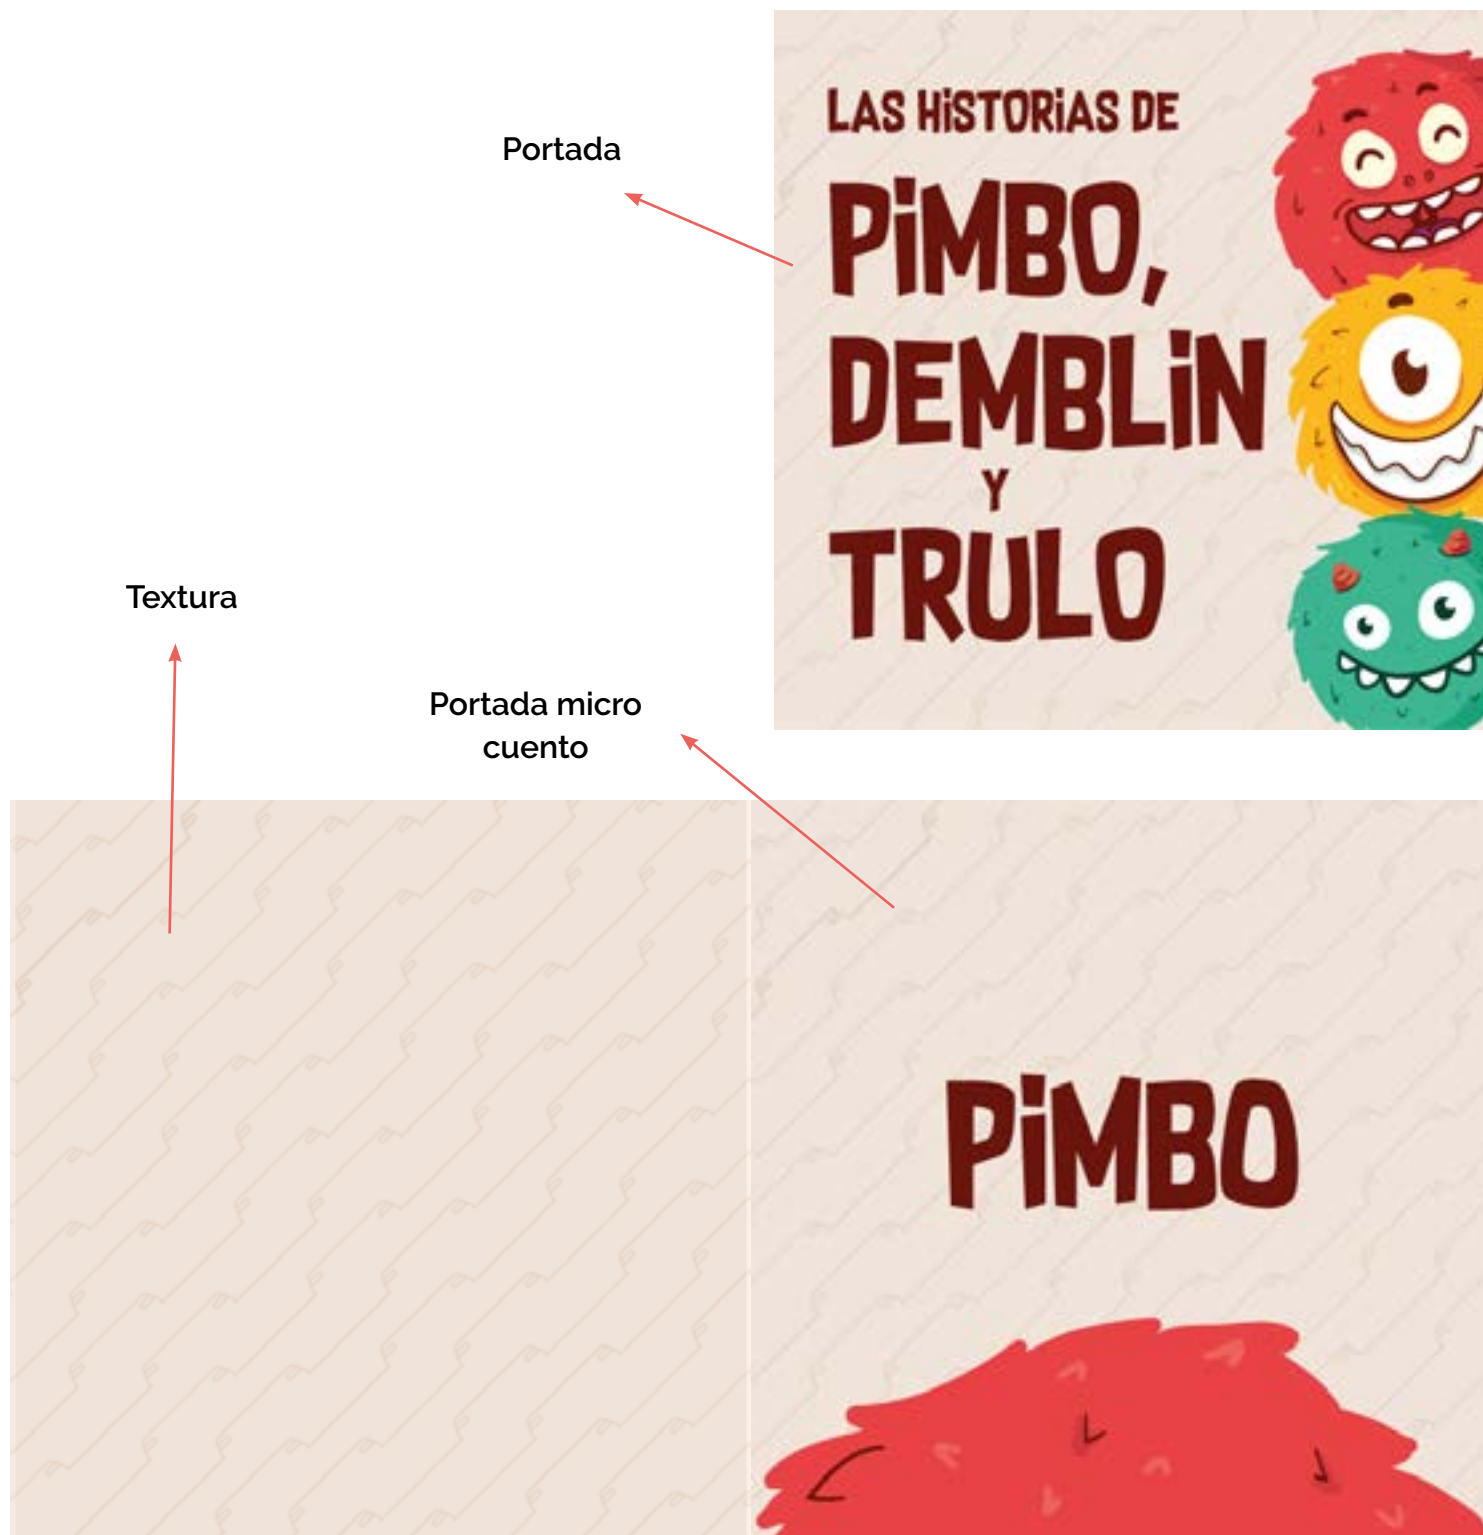 Portada
LAS HiSTORiAS DE
PiMBO,
DEMBLiN
Y
TRULO
Textura
Portada micro
cuento
PiMBO